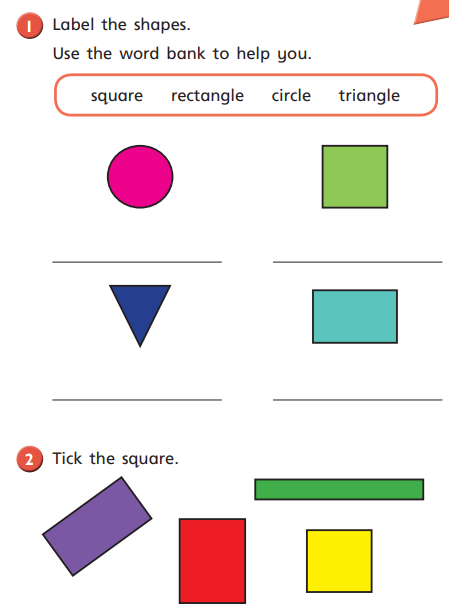 1 Label the shapes.
Use the word bank to help you.
square rectangle circle triangle
2 Tick the square.